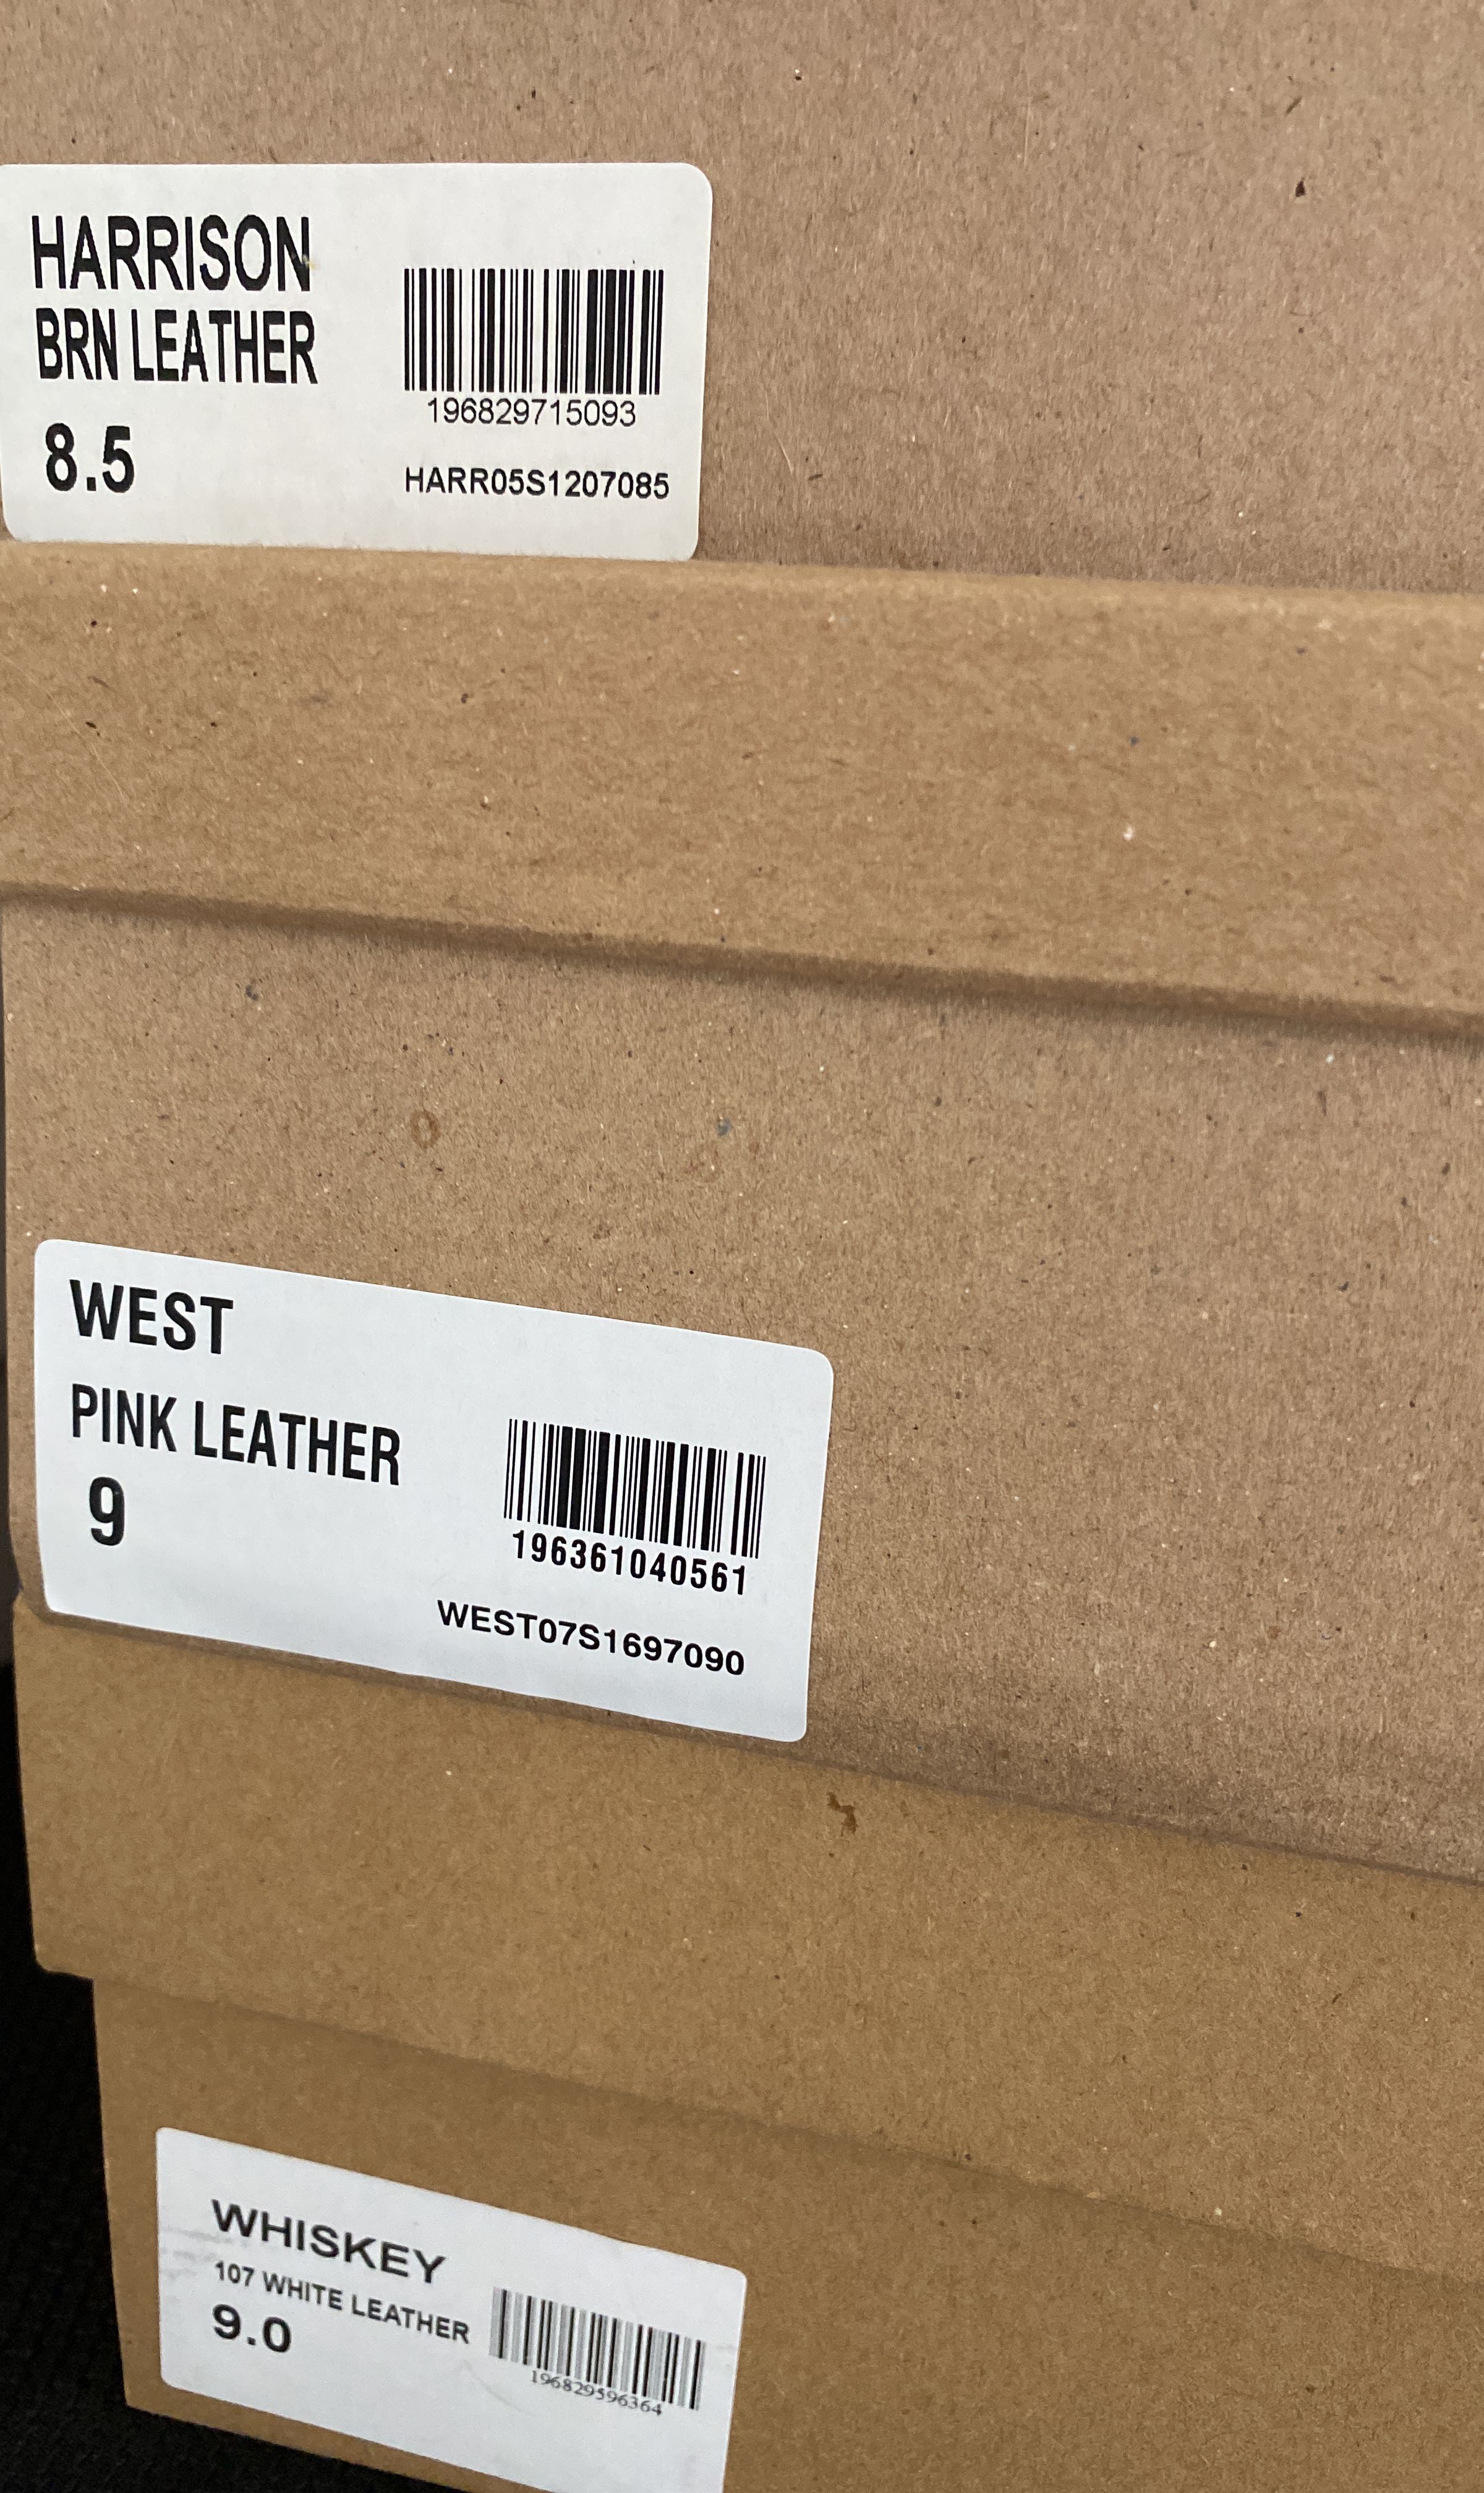 HARRISON
BRN LEATHER
8.5
196829715093
HARR05S1207085
WEST
PINK LEATHER
9
196361040561
WEST07S1697090
WHISKEY
107 WHITE LEATHER
9.0
196829596364